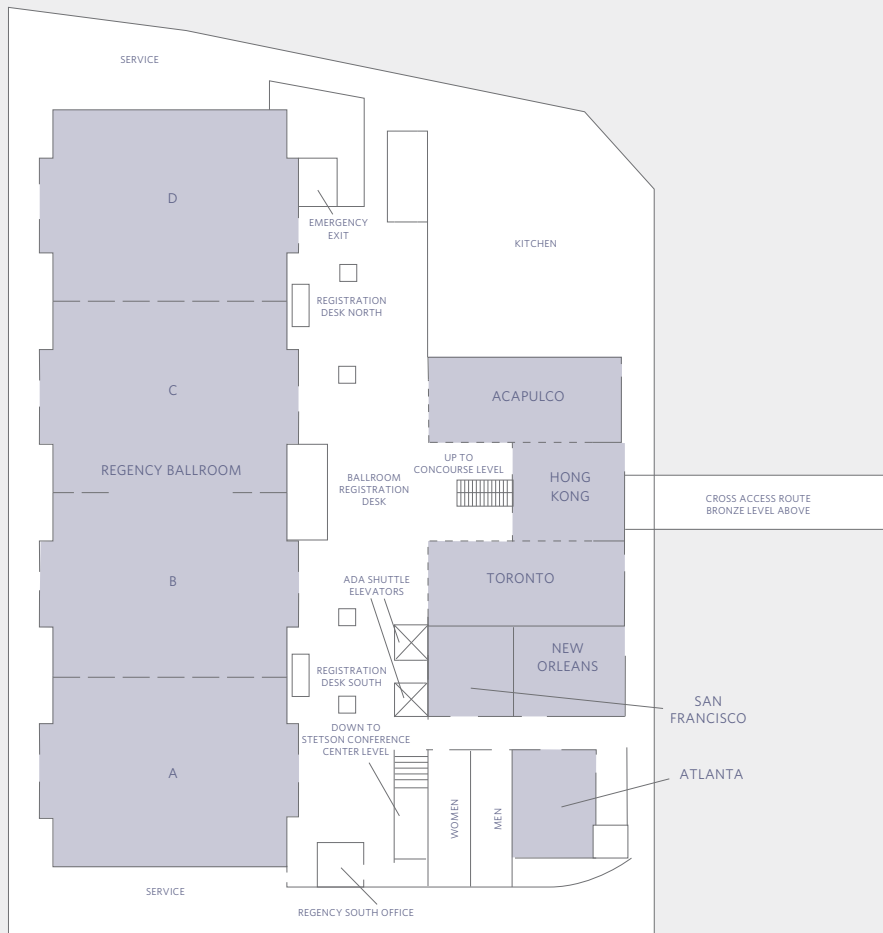 SERVICE
D
EMERGENCY
EXIT
KITCHEN
REGISTRATION
DESK NORTH
C
ACAPULCO
REGENCY BALLROOM
UP TO
CONCOURSE LEVEL
BALLROOM
REGISTRATION
DESK
HONG
KONG
CROSS ACCESS ROUTE
BRONZE LEVEL ABOVE
B
ADA SHUTTLE
ELEVATORS
TORONTO
NEW
ORLEANS
REGISTRATION
DESK SOUTH
SAN
FRANCISCO
DOWN TO
STETSON CONFERENCE
CENTER LEVEL
A
ATLANTA
WOMEN
MEN
SERVICE
REGENCY SOUTH OFFICE